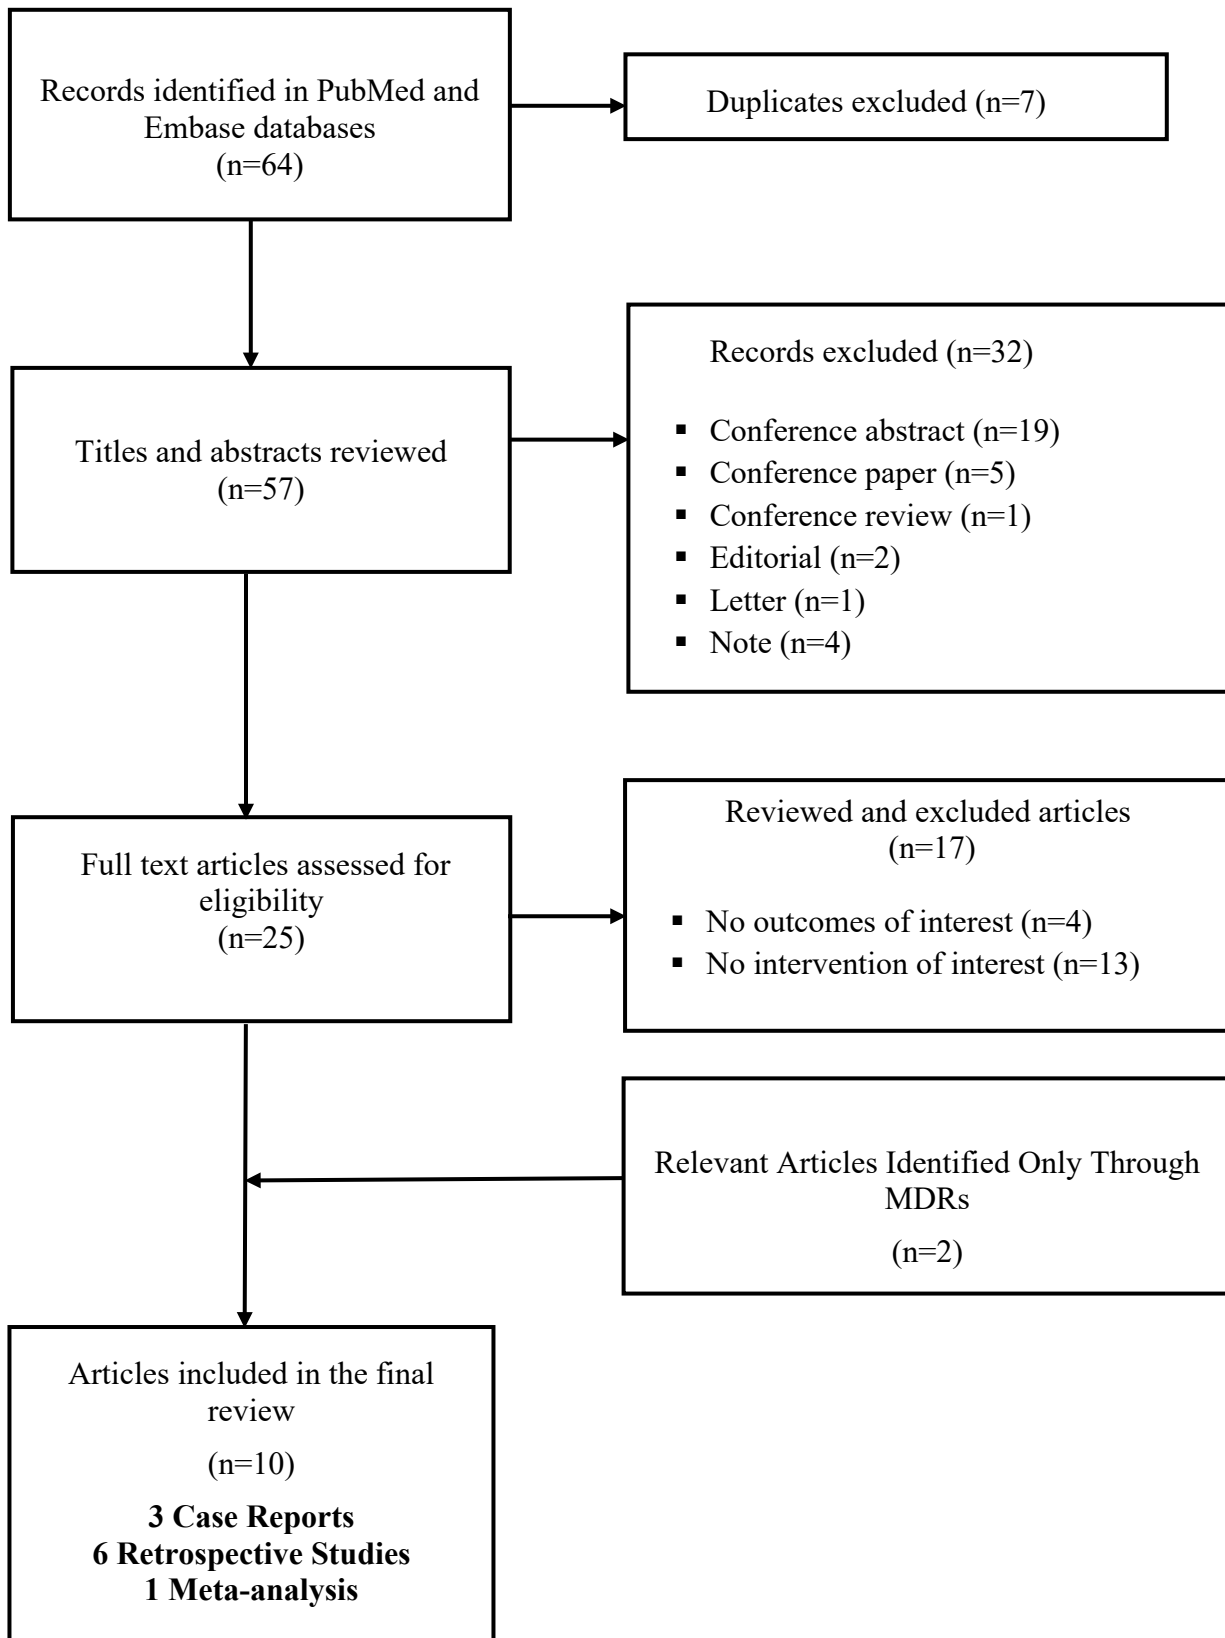 Records identified in PubMed and
Embase databases
(n=64)
Duplicates excluded (n=7)
Titles and abstracts reviewed
(n=57)
Records excluded (n=32)
▪ Conference abstract (n=19)
▪ Conference paper (n=5)
▪ Conference review (n=1)
▪ Editorial (n=2)
▪ Letter (n=1)
▪ Note (n=4)
Full text articles assessed for
eligibility
(n=25)
Reviewed and excluded articles
(n=17)
▪ No outcomes of interest (n=4)
▪ No intervention of interest (n=13)
Relevant Articles Identified Only Through
MDRs
(n=2)
Articles included in the final
review
(n=10)
3 Case Reports
6 Retrospective Studies
1 Meta-analysis